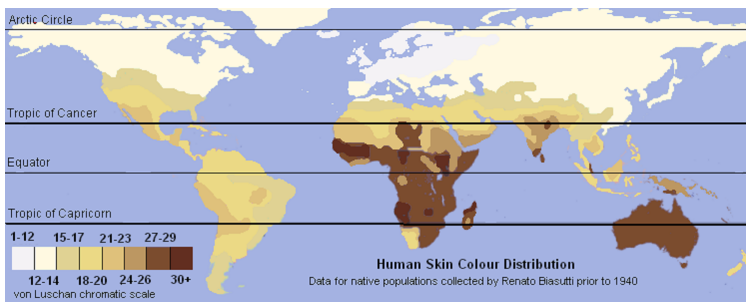 Arctic Circle
Tropic of Cancer
Equator
Tropic of Capricorn
1-12 15-17 21-23 27-29
12-14 18-20 24-26 30+
von Luschan chromatic scale
Human Skin Colour Distribution
Data for native populations collected by Renato Biasutti prior to 1940